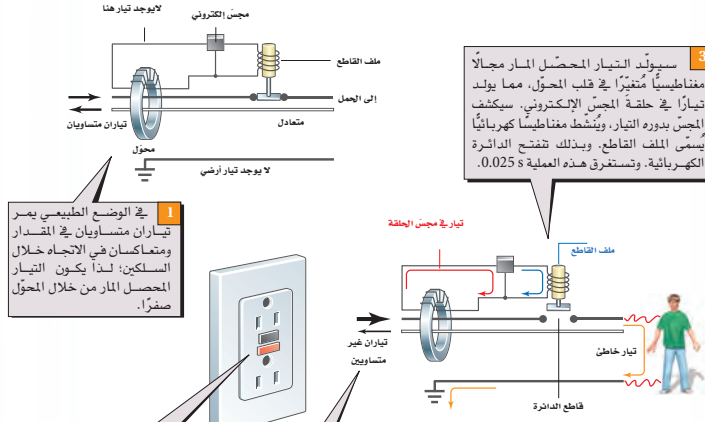 لايوجد تيار هنا
مجسّ إلكتروني
ملف القاطع
إلى الحمل
متعادل
تياران متساويان
محوّل
لا يوجد تيار أرضي
1 في الوضع الطبيعي يمر
تياران متساويان في المقدار
ومتعاكسان في الاتجاه خلال
السلكين؛ لذا يكون التيار
المحصل المار من خلال المحوّل
صفرًا.
3 سيولّد التيار المحصّل المار مجالًا
مغناطيسيًّا مُتغيّرًا في قلب المحوّل، مما يولد
تيارًا في حلقة المجسّ الإلكتروني. سيكتشف
المجسّ بدوره التيار، ويُنشّط مغناطيسًا كهربائيًّا
يُسمّى الملف القاطع. وبذلك تنفتح الدائرة
الكهربائية. وتستغرق هذه العملية 0.025 s.
تيار في مجسّ الحلقة
ملف القاطع
تياران غير
متساويين
تيار خاطئ
قاطع الدائرة